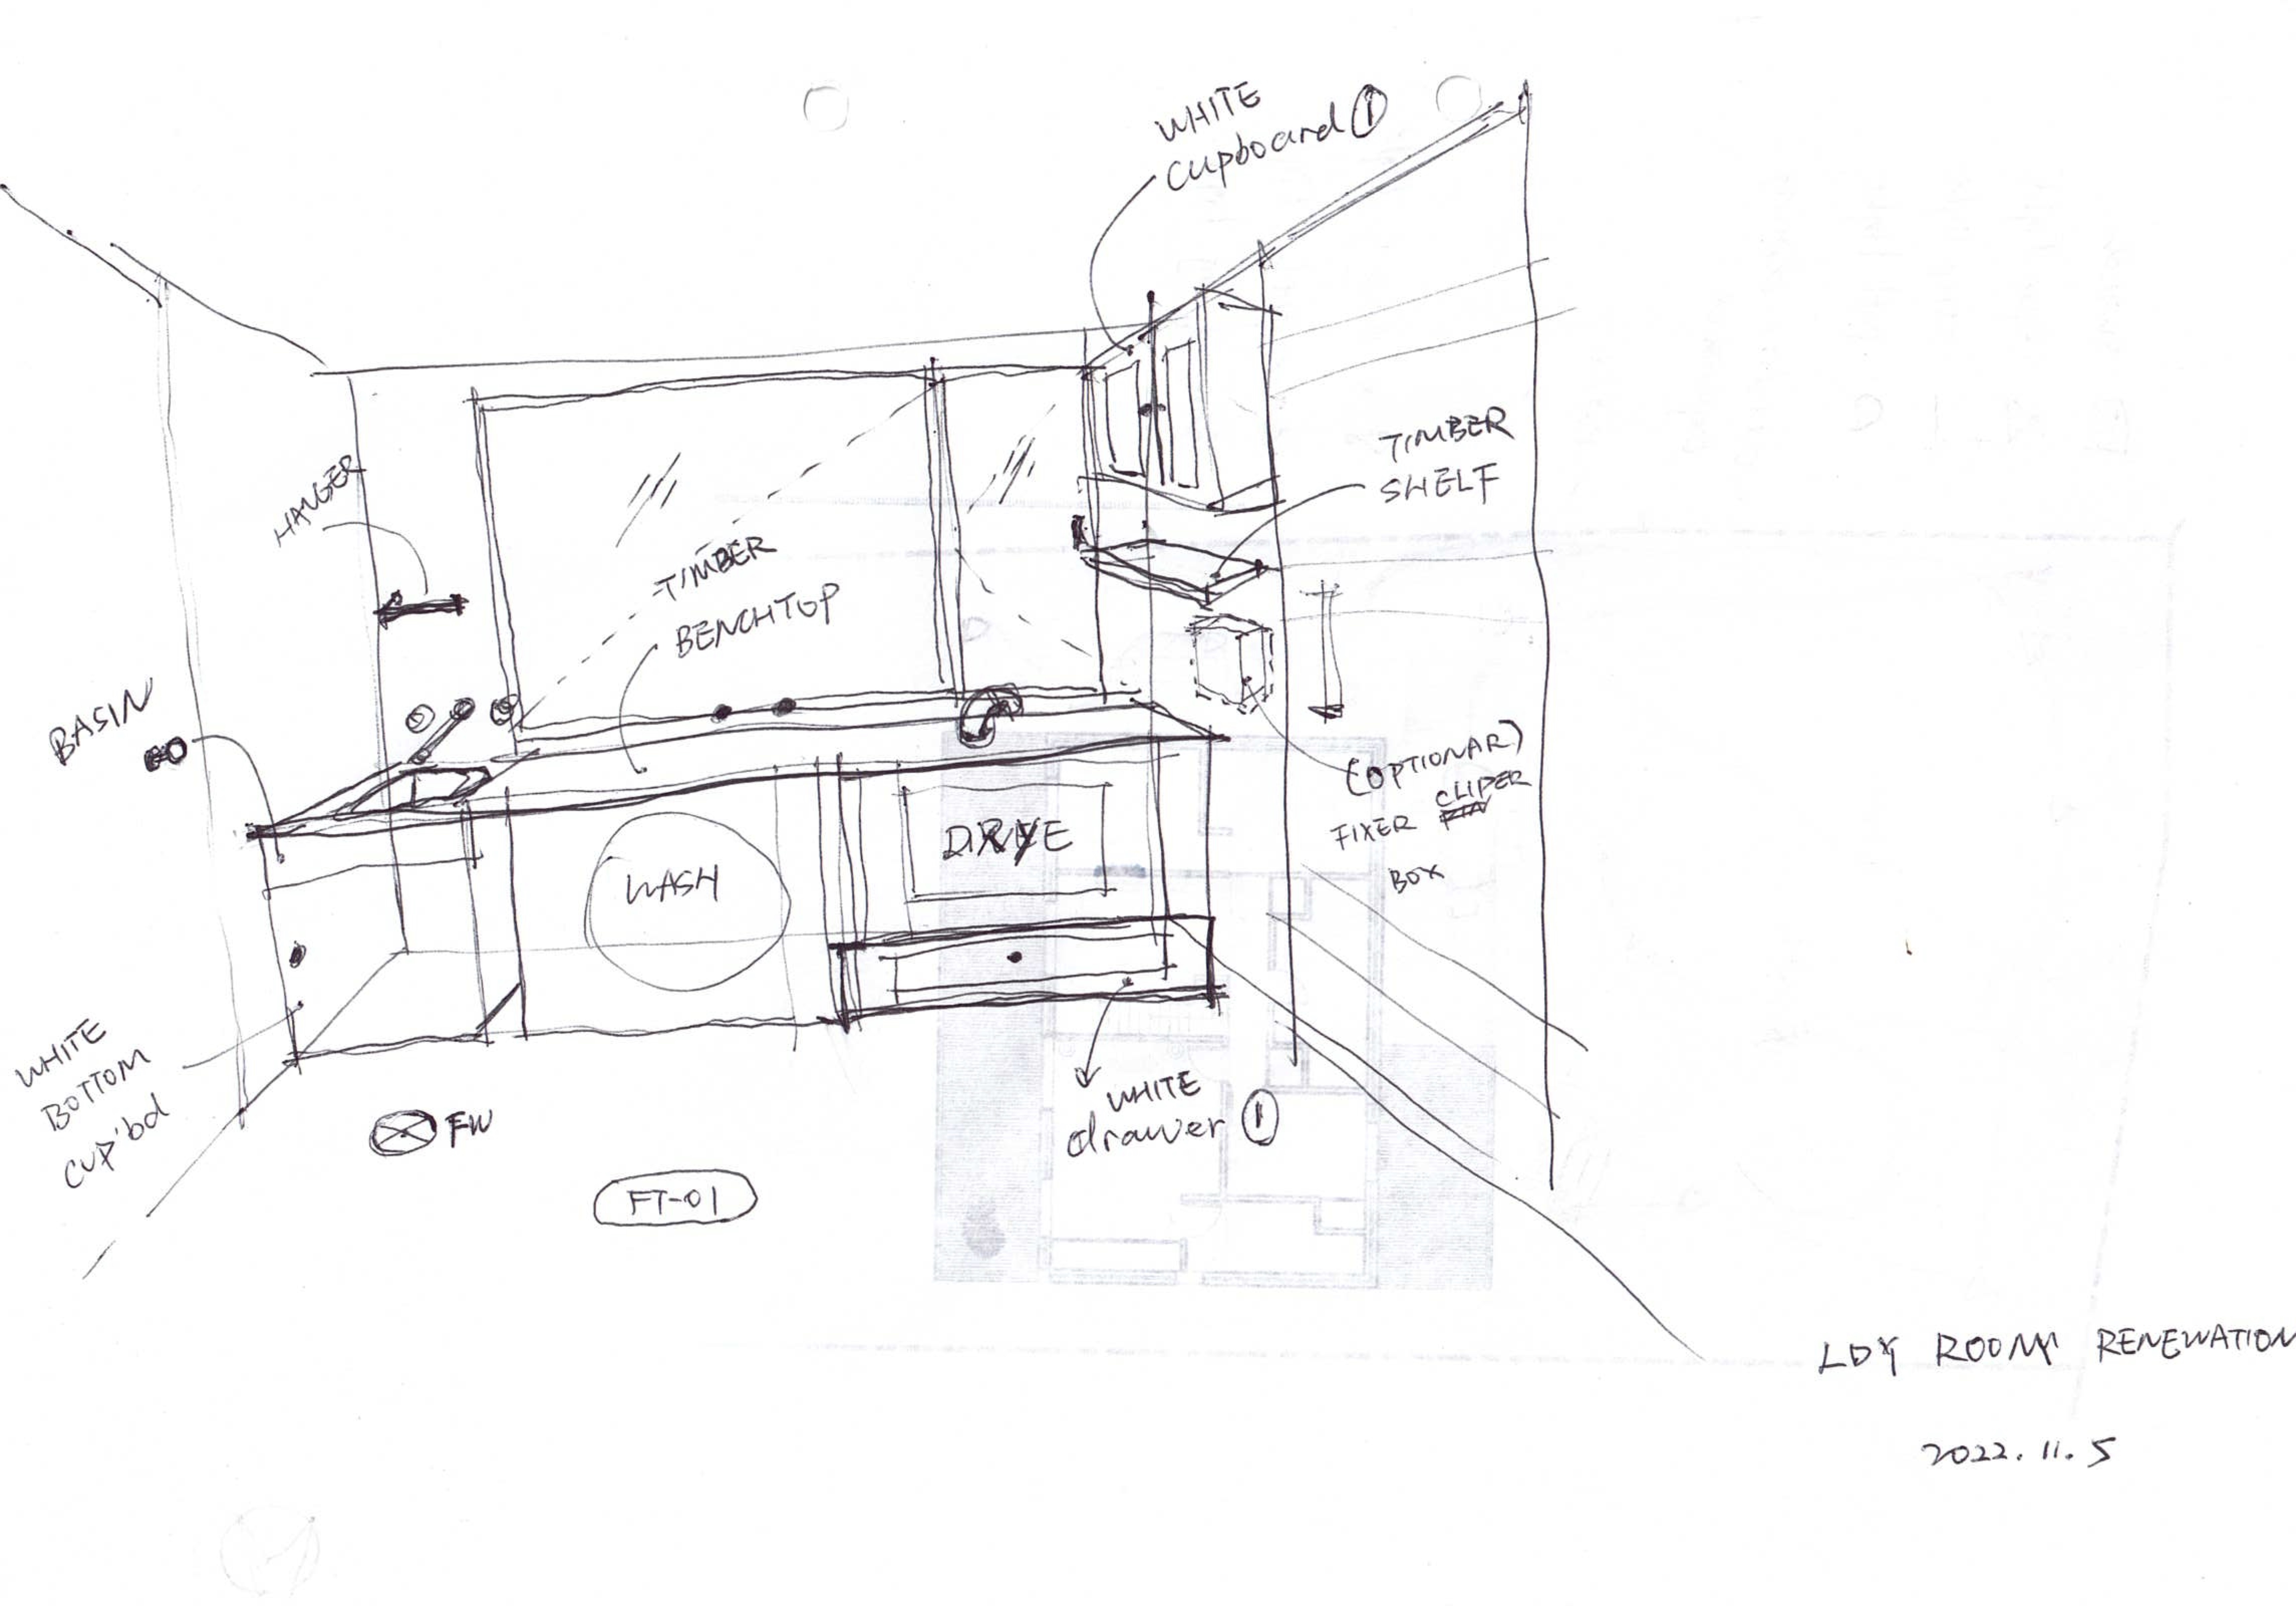 WHITE
cupboard 1
TIMBER
SHELF
HANGER
TIMBER
BENCHTOP
BASIN
(OPTIONAR)
FIXER CLIPER
BOX
WASH
DRYE
WHITE
BOTTOM
cup'bd
WHITE
drawer 1
FW
FT-01
LDY ROOM RENEWATION
2022.11.5